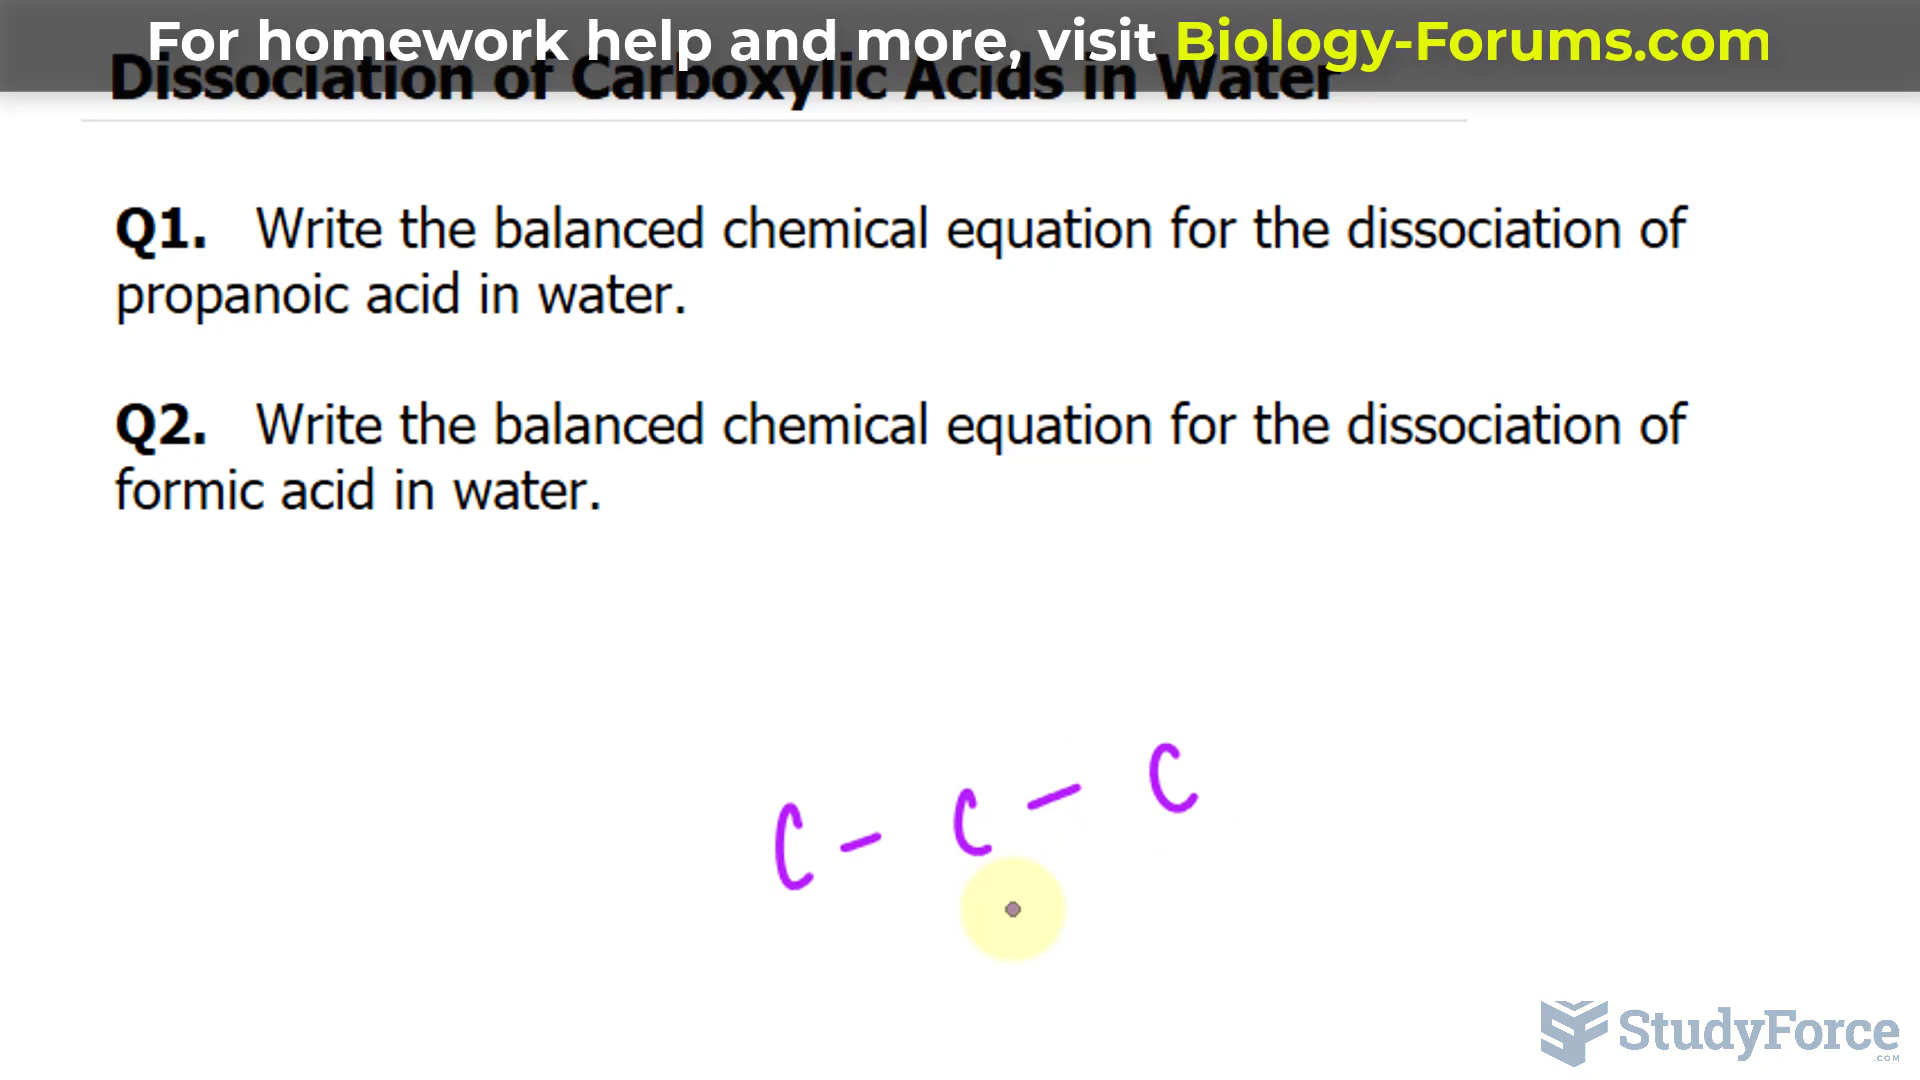 For homework help and more, visit Biology-Forums.com
Dissociation of Carboxylic Acids in Water
Q1. Write the balanced chemical equation for the dissociation of
propanoic acid in water.
Q2. Write the balanced chemical equation for the dissociation of
formic acid in water.
C - C - C
StudyForce
.COM